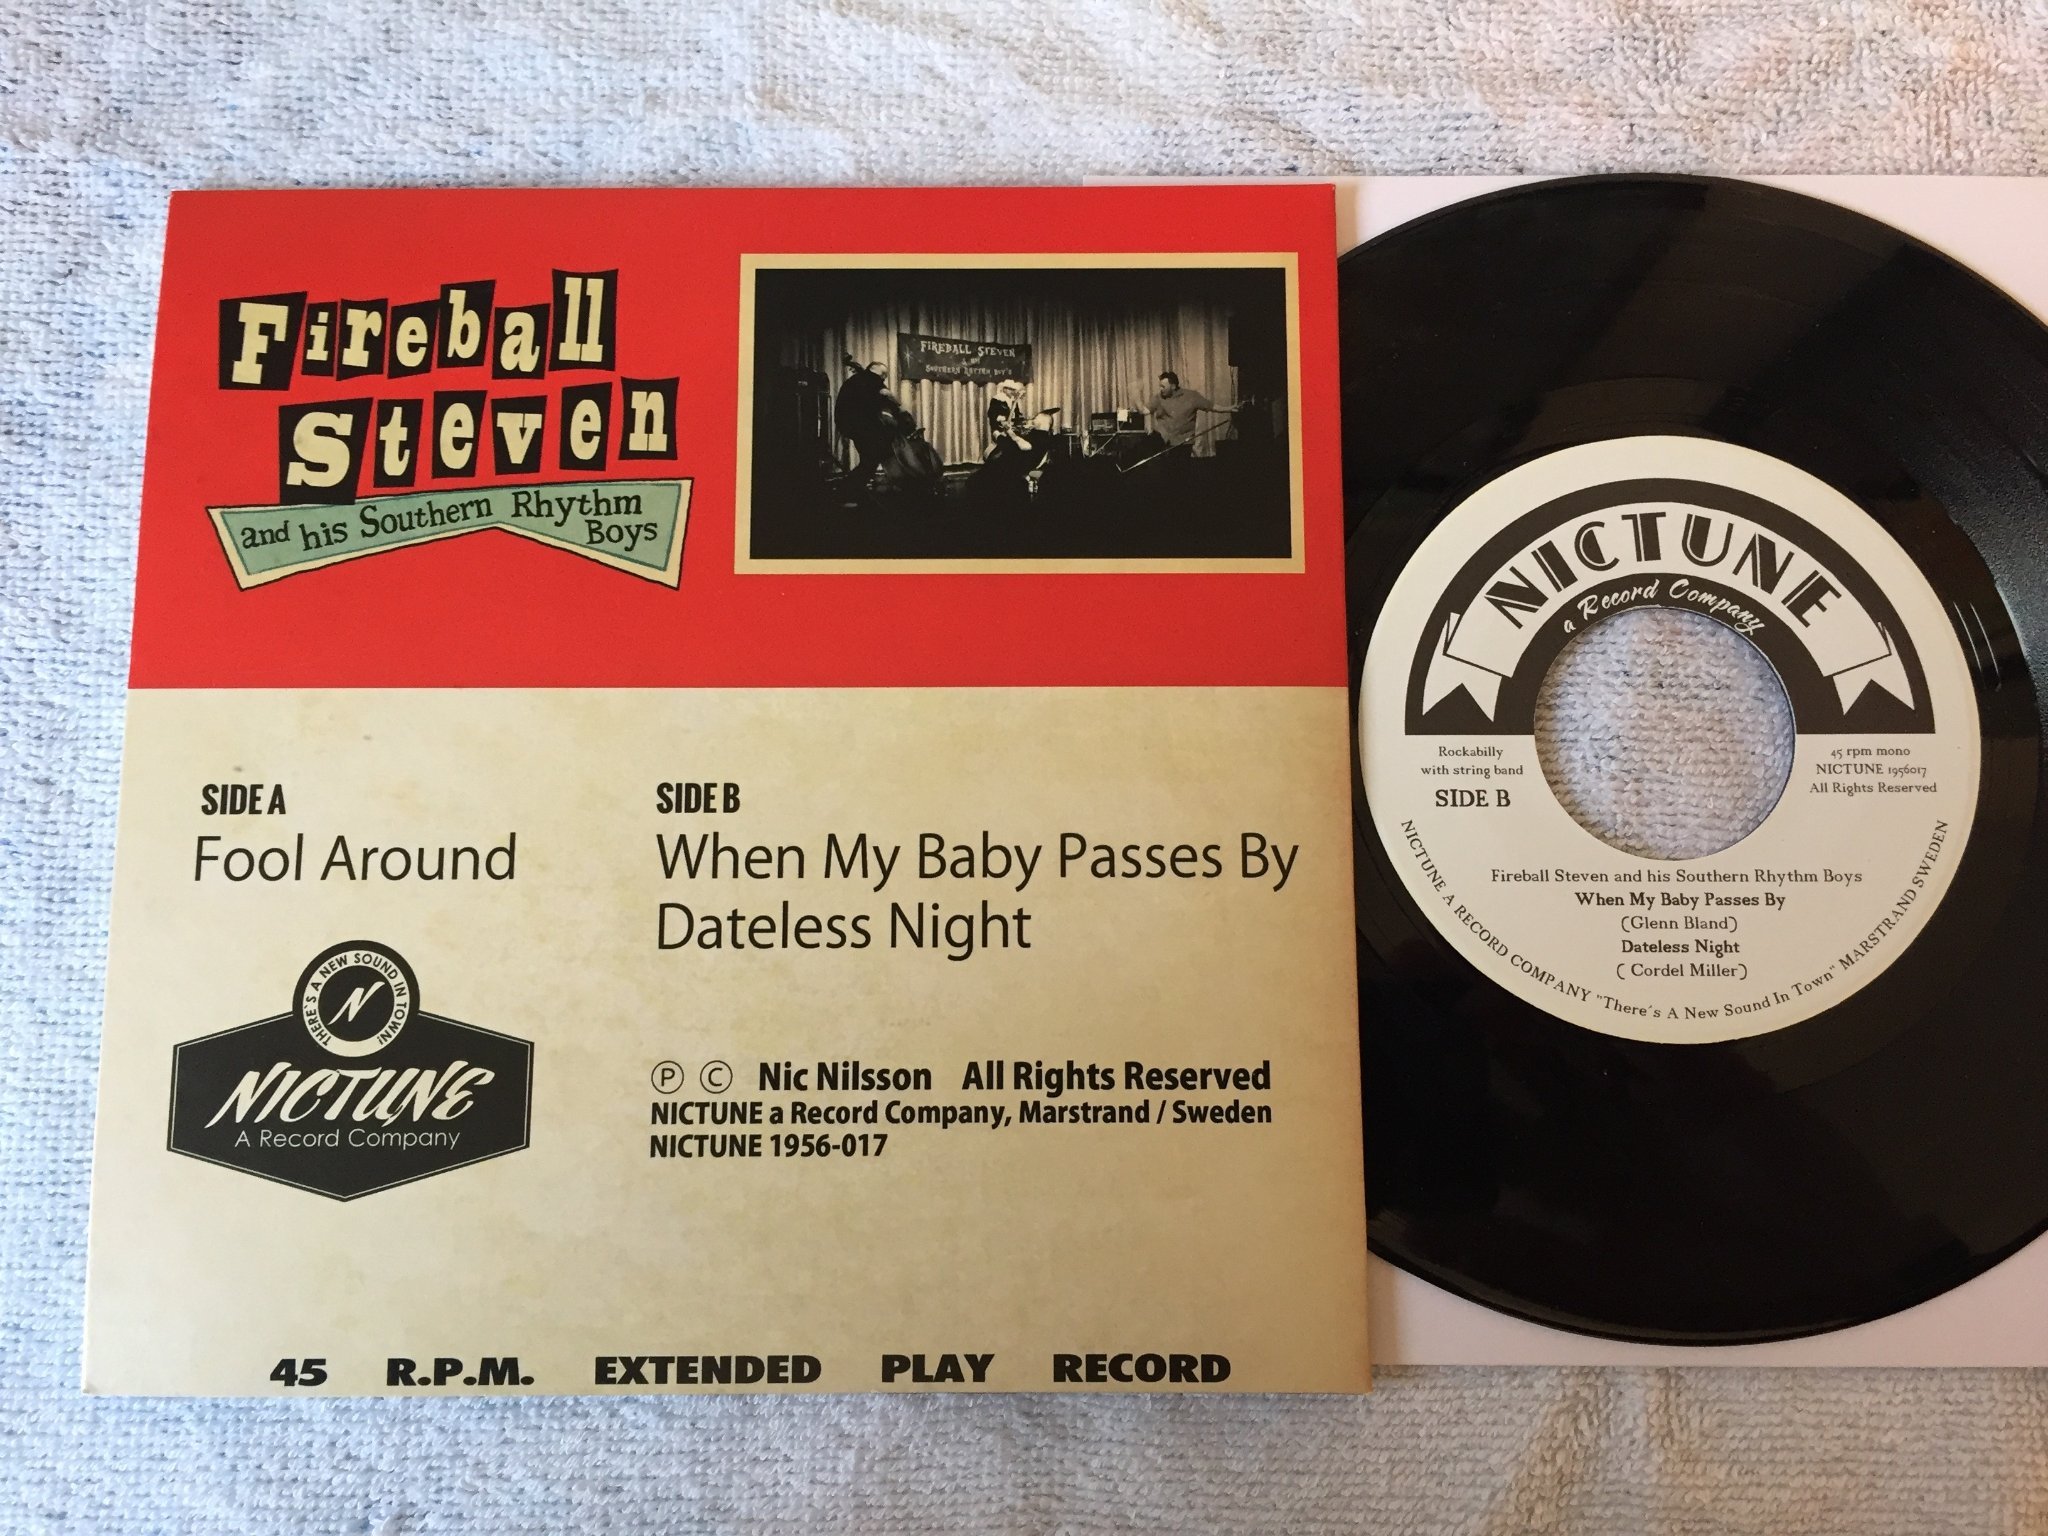 Fireball
Steven
and his Southern Rhythm
Boys
FIREBALL STEVEN
& HIS
SOUTHERN RHYTHM BOY'S
SIDE A
Fool Around
SIDE B
When My Baby Passes By
Dateless Night
THERE'S A NEW SOUND IN TOWN!
N
NICTUNE
A Record Company
Ⓟ © Nic Nilsson All Rights Reserved
NICTUNE a Record Company, Marstrand / Sweden
NICTUNE 1956-017
45 R.P.M. EXTENDED PLAY RECORD
NICTUNE
a Record Company
Rockabilly
with string band
SIDE B
45 rpm mono
NICTUNE 1956017
All Rights Reserved
Fireball Steven and his Southern Rhythm Boys
When My Baby Passes By
(Glenn Bland)
Dateless Night
( Cordel Miller)
NICTUNE A RECORD COMPANY "There´s A New Sound In Town" MARSTRAND SWEDEN